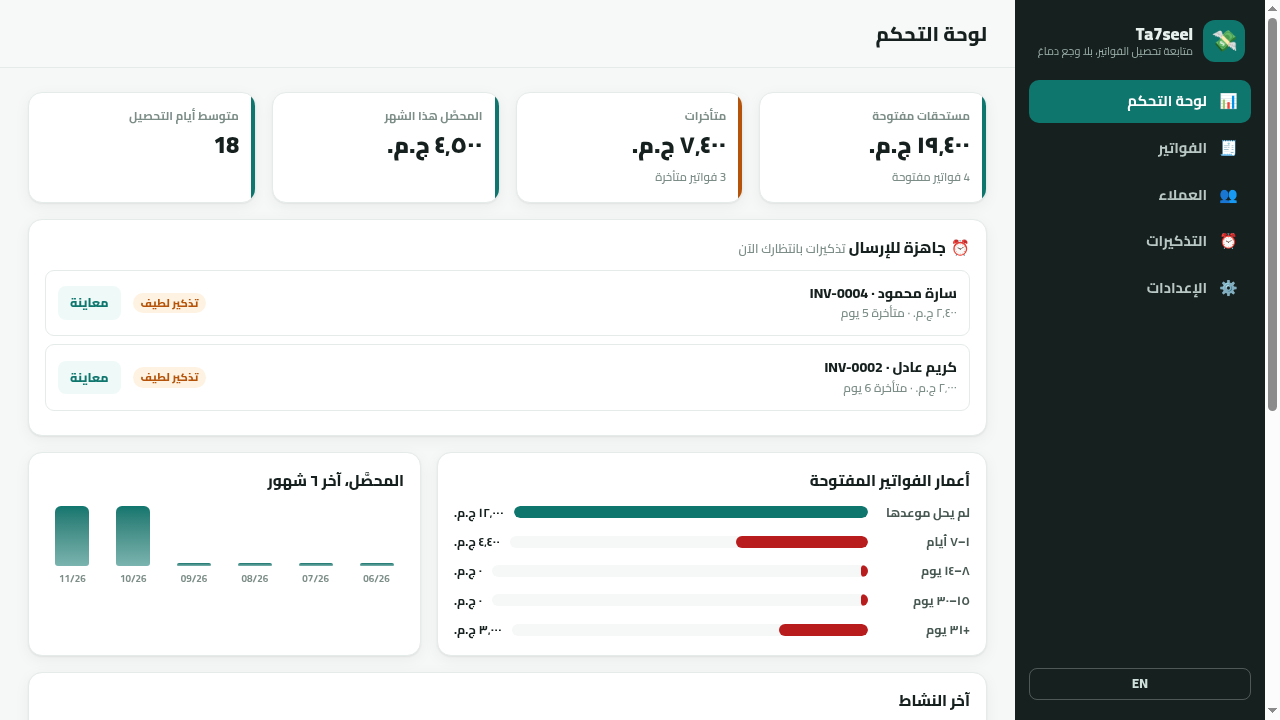 Ta7seel
متابعة تحصيل الفواتير، بلا وجع دماغ
لوحة التحكم
الفواتير
العملاء
التذكيرات
الإعدادات
EN
لوحة التحكم
مستحقات مفتوحة
١٩,٤٠٠ ج.م.
4 فواتير مفتوحة
متأخرات
٧,٤٠٠ ج.م.
3 فواتير متأخرة
المحصّل هذا الشهر
٤,٥٠٠ ج.م.
متوسط أيام التحصيل
18
جاهزة للإرسال تذكيرات بانتظارك الآن
سارة محمود · INV-0004
٢,٤٠٠ ج.م. · متأخرة 5 يوم
تذكير لطيف
معاينة
كريم عادل · INV-0002
٢,٠٠٠ ج.م. · متأخرة 6 يوم
تذكير لطيف
معاينة
أعمار الفواتير المفتوحة
لم يحل موعدها ١٢,٠٠٠ ج.م.
١–٧ أيام ٤,٤٠٠ ج.م.
٨–١٤ يوم ٠ ج.م.
١٥–٣٠ يوم ٠ ج.م.
+٣١ يوم ٣,٠٠٠ ج.م.
المحصَّل، آخر ٦ شهور
06/26 07/26 08/26 09/26 10/26 11/26
آخر النشاط